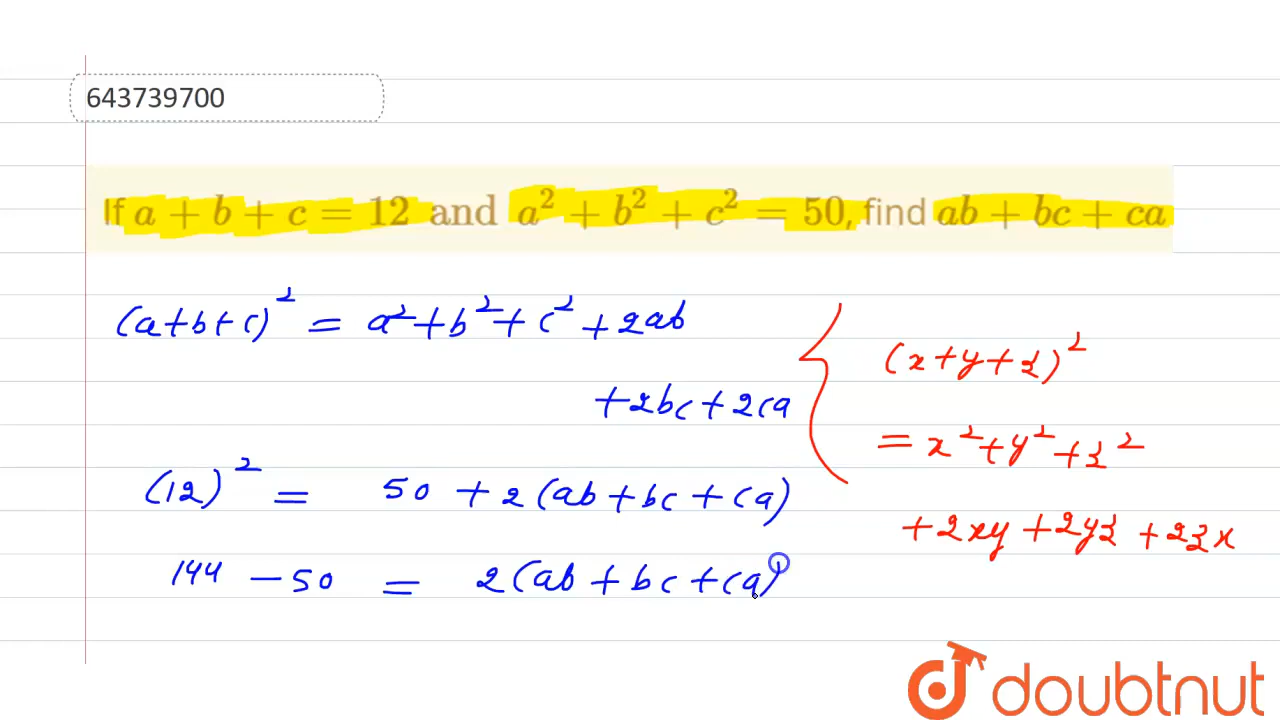 643739700
If a + b + c = 12 and a² + b² + c² = 50, find ab + bc + ca
(a+b+c)² = a²+b²+c²+2ab
+2bc+2ca
(12)² = 50 + 2(ab+bc+ca)
144 - 50 = 2(ab+bc+ca)
(x+y+z)²
= x²+y²+z²
+2xy+2yz+2zx
doubtnut